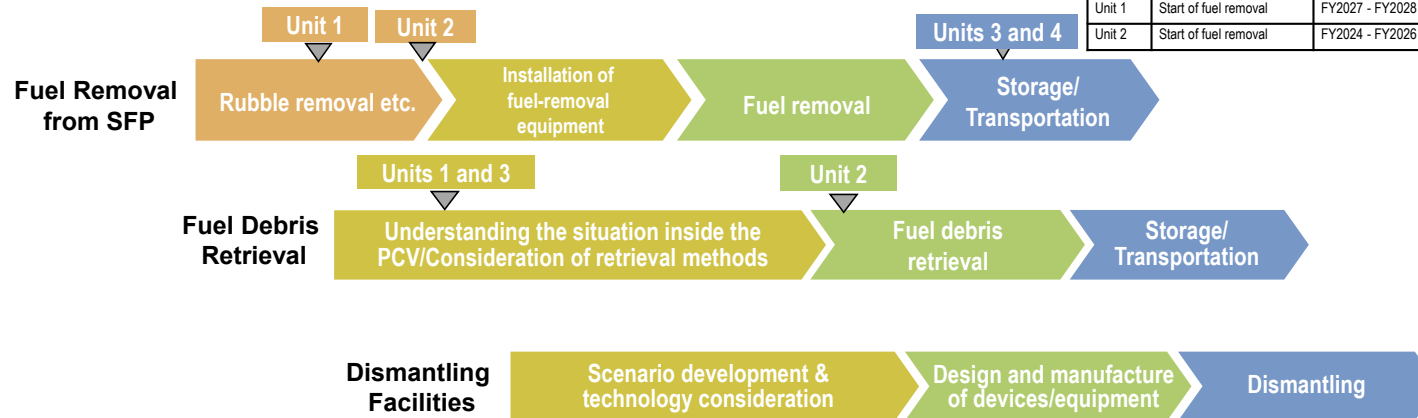 Unit 1 Start of fuel removal FY2027 - FY2028
Unit 2 Start of fuel removal FY2024 - FY2026
Unit 1
Unit 2
Units 3 and 4
Fuel Removal
from SFP
Rubble removal etc.
Installation of
fuel-removal
equipment
Fuel removal
Storage/
Transportation
Units 1 and 3
Unit 2
Fuel Debris
Retrieval
Understanding the situation inside the
PCV/Consideration of retrieval methods
Fuel debris
retrieval
Storage/
Transportation
Dismantling
Facilities
Scenario development &
technology consideration
Design and manufacture
of devices/equipment
Dismantling